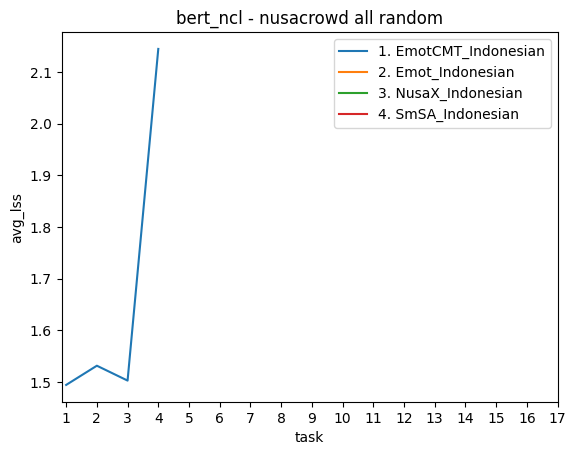 bert_ncl - nusacrowd all random
1. EmotCMT_Indonesian
2. Emot_Indonesian
3. NusaX_Indonesian
4. SmSA_Indonesian
avg_lss
2.1
2.0
1.9
1.8
1.7
1.6
1.5
1 2 3 4 5 6 7 8 9 10 11 12 13 14 15 16 17
task